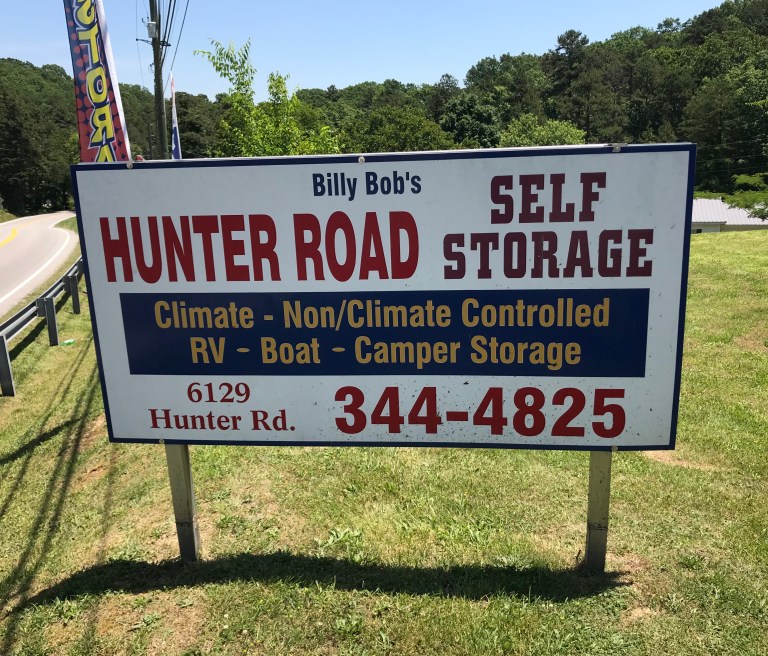 STORA
Billy Bob's
HUNTER ROAD
SELF
STORAGE
Climate - Non/Climate Controlled
RV - Boat - Camper Storage
6129
Hunter Rd.
344-4825